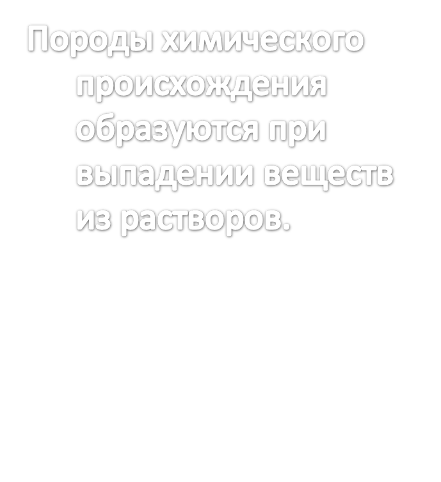 Породы химического
происхождения
образуются при
выпадении веществ
из растворов.